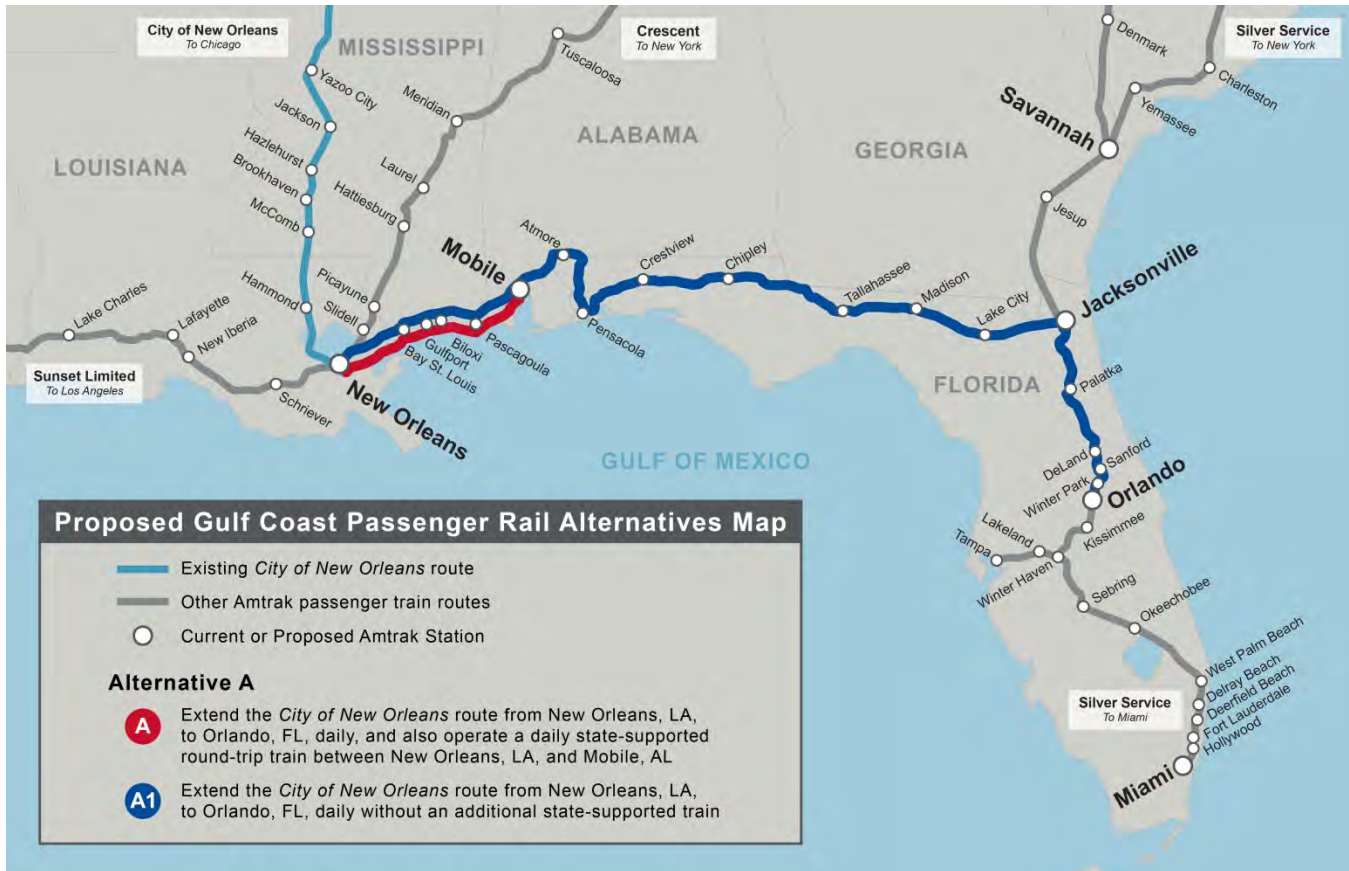 City of New Orleans
To Chicago
MISSISSIPPI
Crescent
To New York
Silver Service
To New York
Denmark
Tuscaloosa
Yazoo City
Charleston
Yemassee
Savannah
Meridian
Jackson
ALABAMA
GEORGIA
LOUISIANA
Hazlehurst
Laurel
Brookhaven
Hattiesburg
McComb
Jesup
Mobile
Atmore
Crestview
Chipley
Jacksonville
Picayune
Hammond
Slidell
Lake Charles
Lafayette
New Iberia
Tallahassee
Madison
Lake City
Pensacola
Pascagoula
Biloxi
Gulfport
Bay St. Louis
Sunset Limited
To Los Angeles
Schriever
New Orleans
FLORIDA
Palatka
GULF OF MEXICO
DeLand
Sanford
Winter Park
Orlando
Kissimmee
Lakeland
Tampa
Winter Haven
Sebring
Okeechobee
West Palm Beach
Delray Beach
Deerfield Beach
Fort Lauderdale
Hollywood
Silver Service
To Miami
Miami
Proposed Gulf Coast Passenger Rail Alternatives Map
Existing City of New Orleans route
Other Amtrak passenger train routes
Current or Proposed Amtrak Station
Alternative A
A
Extend the City of New Orleans route from New Orleans, LA,
to Orlando, FL, daily, and also operate a daily state-supported
round-trip train between New Orleans, LA, and Mobile, AL
A1
Extend the City of New Orleans route from New Orleans, LA,
to Orlando, FL, daily without an additional state-supported train